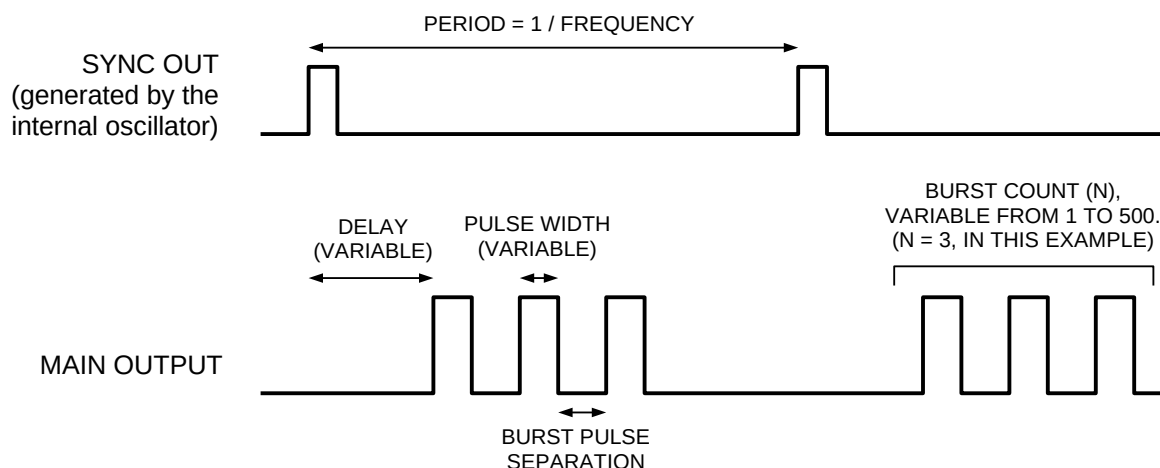 PERIOD = 1 / FREQUENCY
SYNC OUT
(generated by the
internal oscillator)
BURST COUNT (N),
VARIABLE FROM 1 TO 500.
(N = 3, IN THIS EXAMPLE)
DELAY
(VARIABLE)
PULSE WIDTH
(VARIABLE)
MAIN OUTPUT
BURST PULSE
SEPARATION